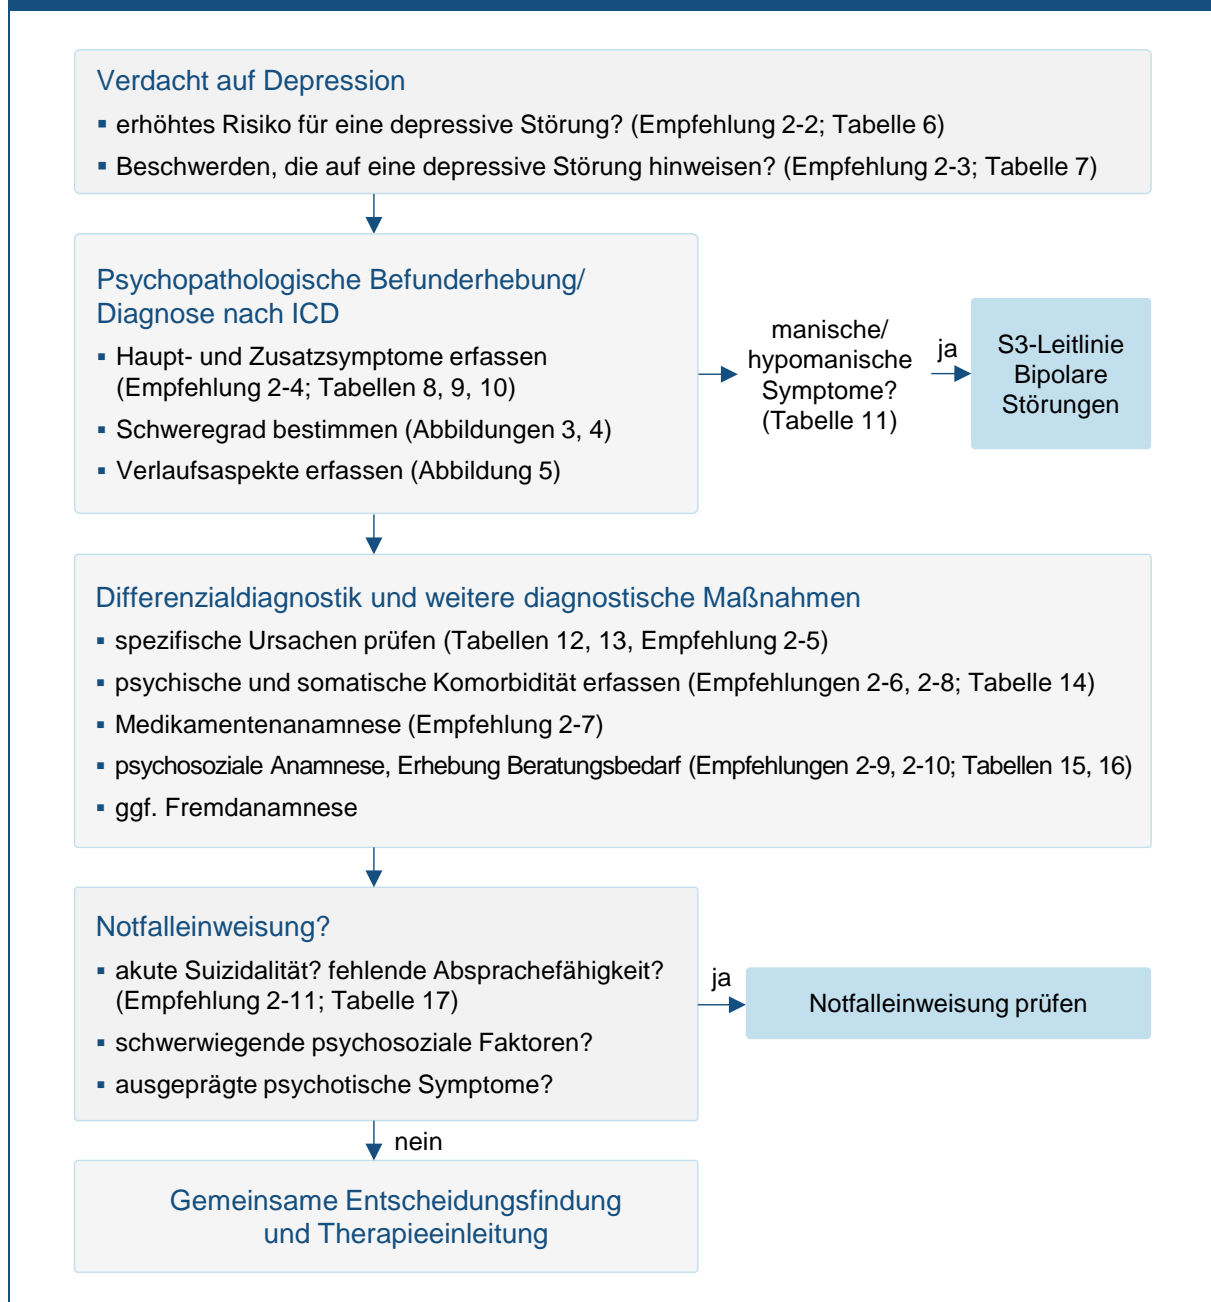 Verdacht auf Depression
▪ erhöhtes Risiko für eine depressive Störung? (Empfehlung 2-2; Tabelle 6)
▪ Beschwerden, die auf eine depressive Störung hinweisen? (Empfehlung 2-3; Tabelle 7)
Psychopathologische Befunderhebung/
Diagnose nach ICD
▪ Haupt- und Zusatzsymptome erfassen
(Empfehlung 2-4; Tabellen 8, 9, 10)
▪ Schweregrad bestimmen (Abbildungen 3, 4)
▪ Verlaufsaspekte erfassen (Abbildung 5)
manische/
hypomanische
Symptome?
(Tabelle 11)
ja
S3-Leitlinie
Bipolare
Störungen
Differenzialdiagnostik und weitere diagnostische Maßnahmen
▪ spezifische Ursachen prüfen (Tabellen 12, 13, Empfehlung 2-5)
▪ psychische und somatische Komorbidität erfassen (Empfehlungen 2-6, 2-8; Tabelle 14)
▪ Medikamentenanamnese (Empfehlung 2-7)
▪ psychosoziale Anamnese, Erhebung Beratungsbedarf (Empfehlungen 2-9, 2-10; Tabellen 15, 16)
▪ ggf. Fremdanamnese
Notfalleinweisung?
▪ akute Suizidalität? fehlende Absprachefähigkeit?
(Empfehlung 2-11; Tabelle 17)
▪ schwerwiegende psychosoziale Faktoren?
▪ ausgeprägte psychotische Symptome?
ja
Notfalleinweisung prüfen
nein
Gemeinsame Entscheidungsfindung
und Therapieeinleitung